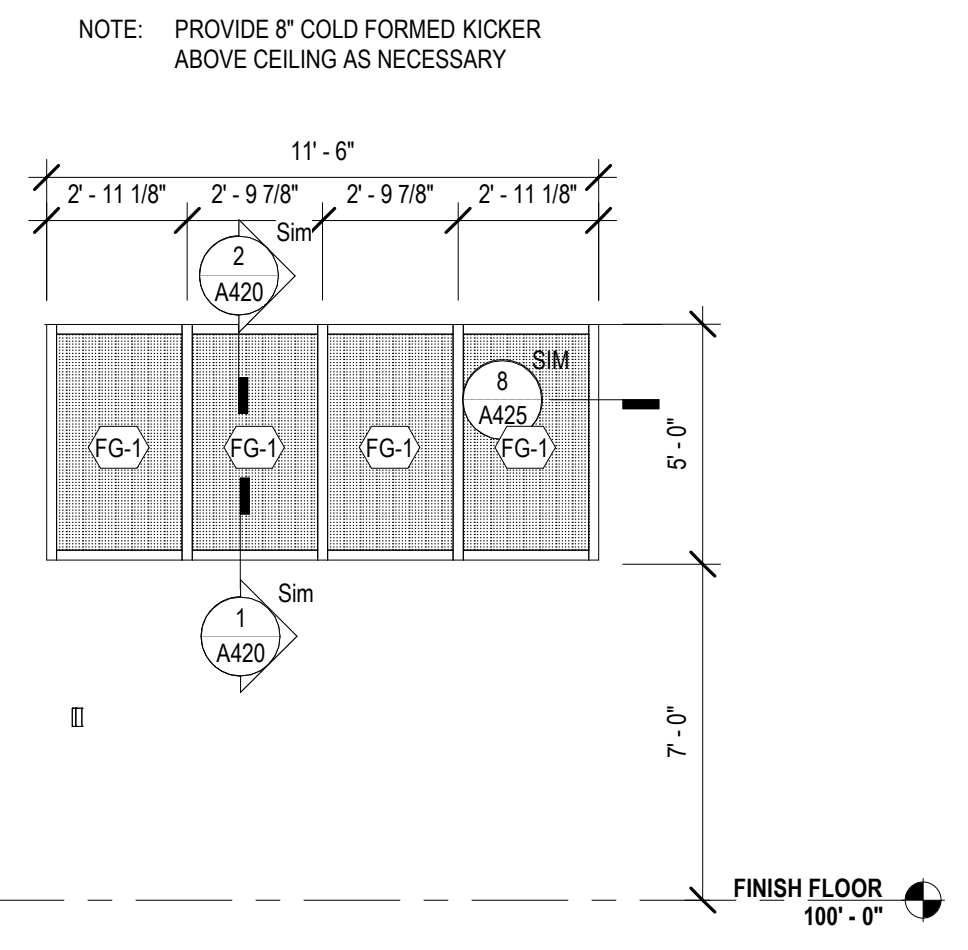 NOTE: PROVIDE 8" COLD FORMED KICKER
ABOVE CEILING AS NECESSARY
11' - 6"
2' - 11 1/8" 2' - 9 7/8" 2' - 9 7/8" 2' - 11 1/8"
Sim
2
A420
SIM
8
A425
FG-1 FG-1 FG-1 FG-1
5' - 0"
Sim
1
A420
7' - 0"
FINISH FLOOR
100' - 0"